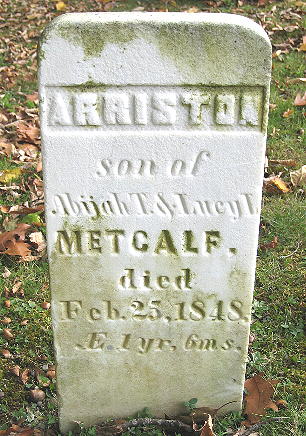 ARRISTON
son of
Abijah T. & Lucy I.
METCALF.
died
Feb. 25, 1848.
Æ. 1 yr. 6 ms.